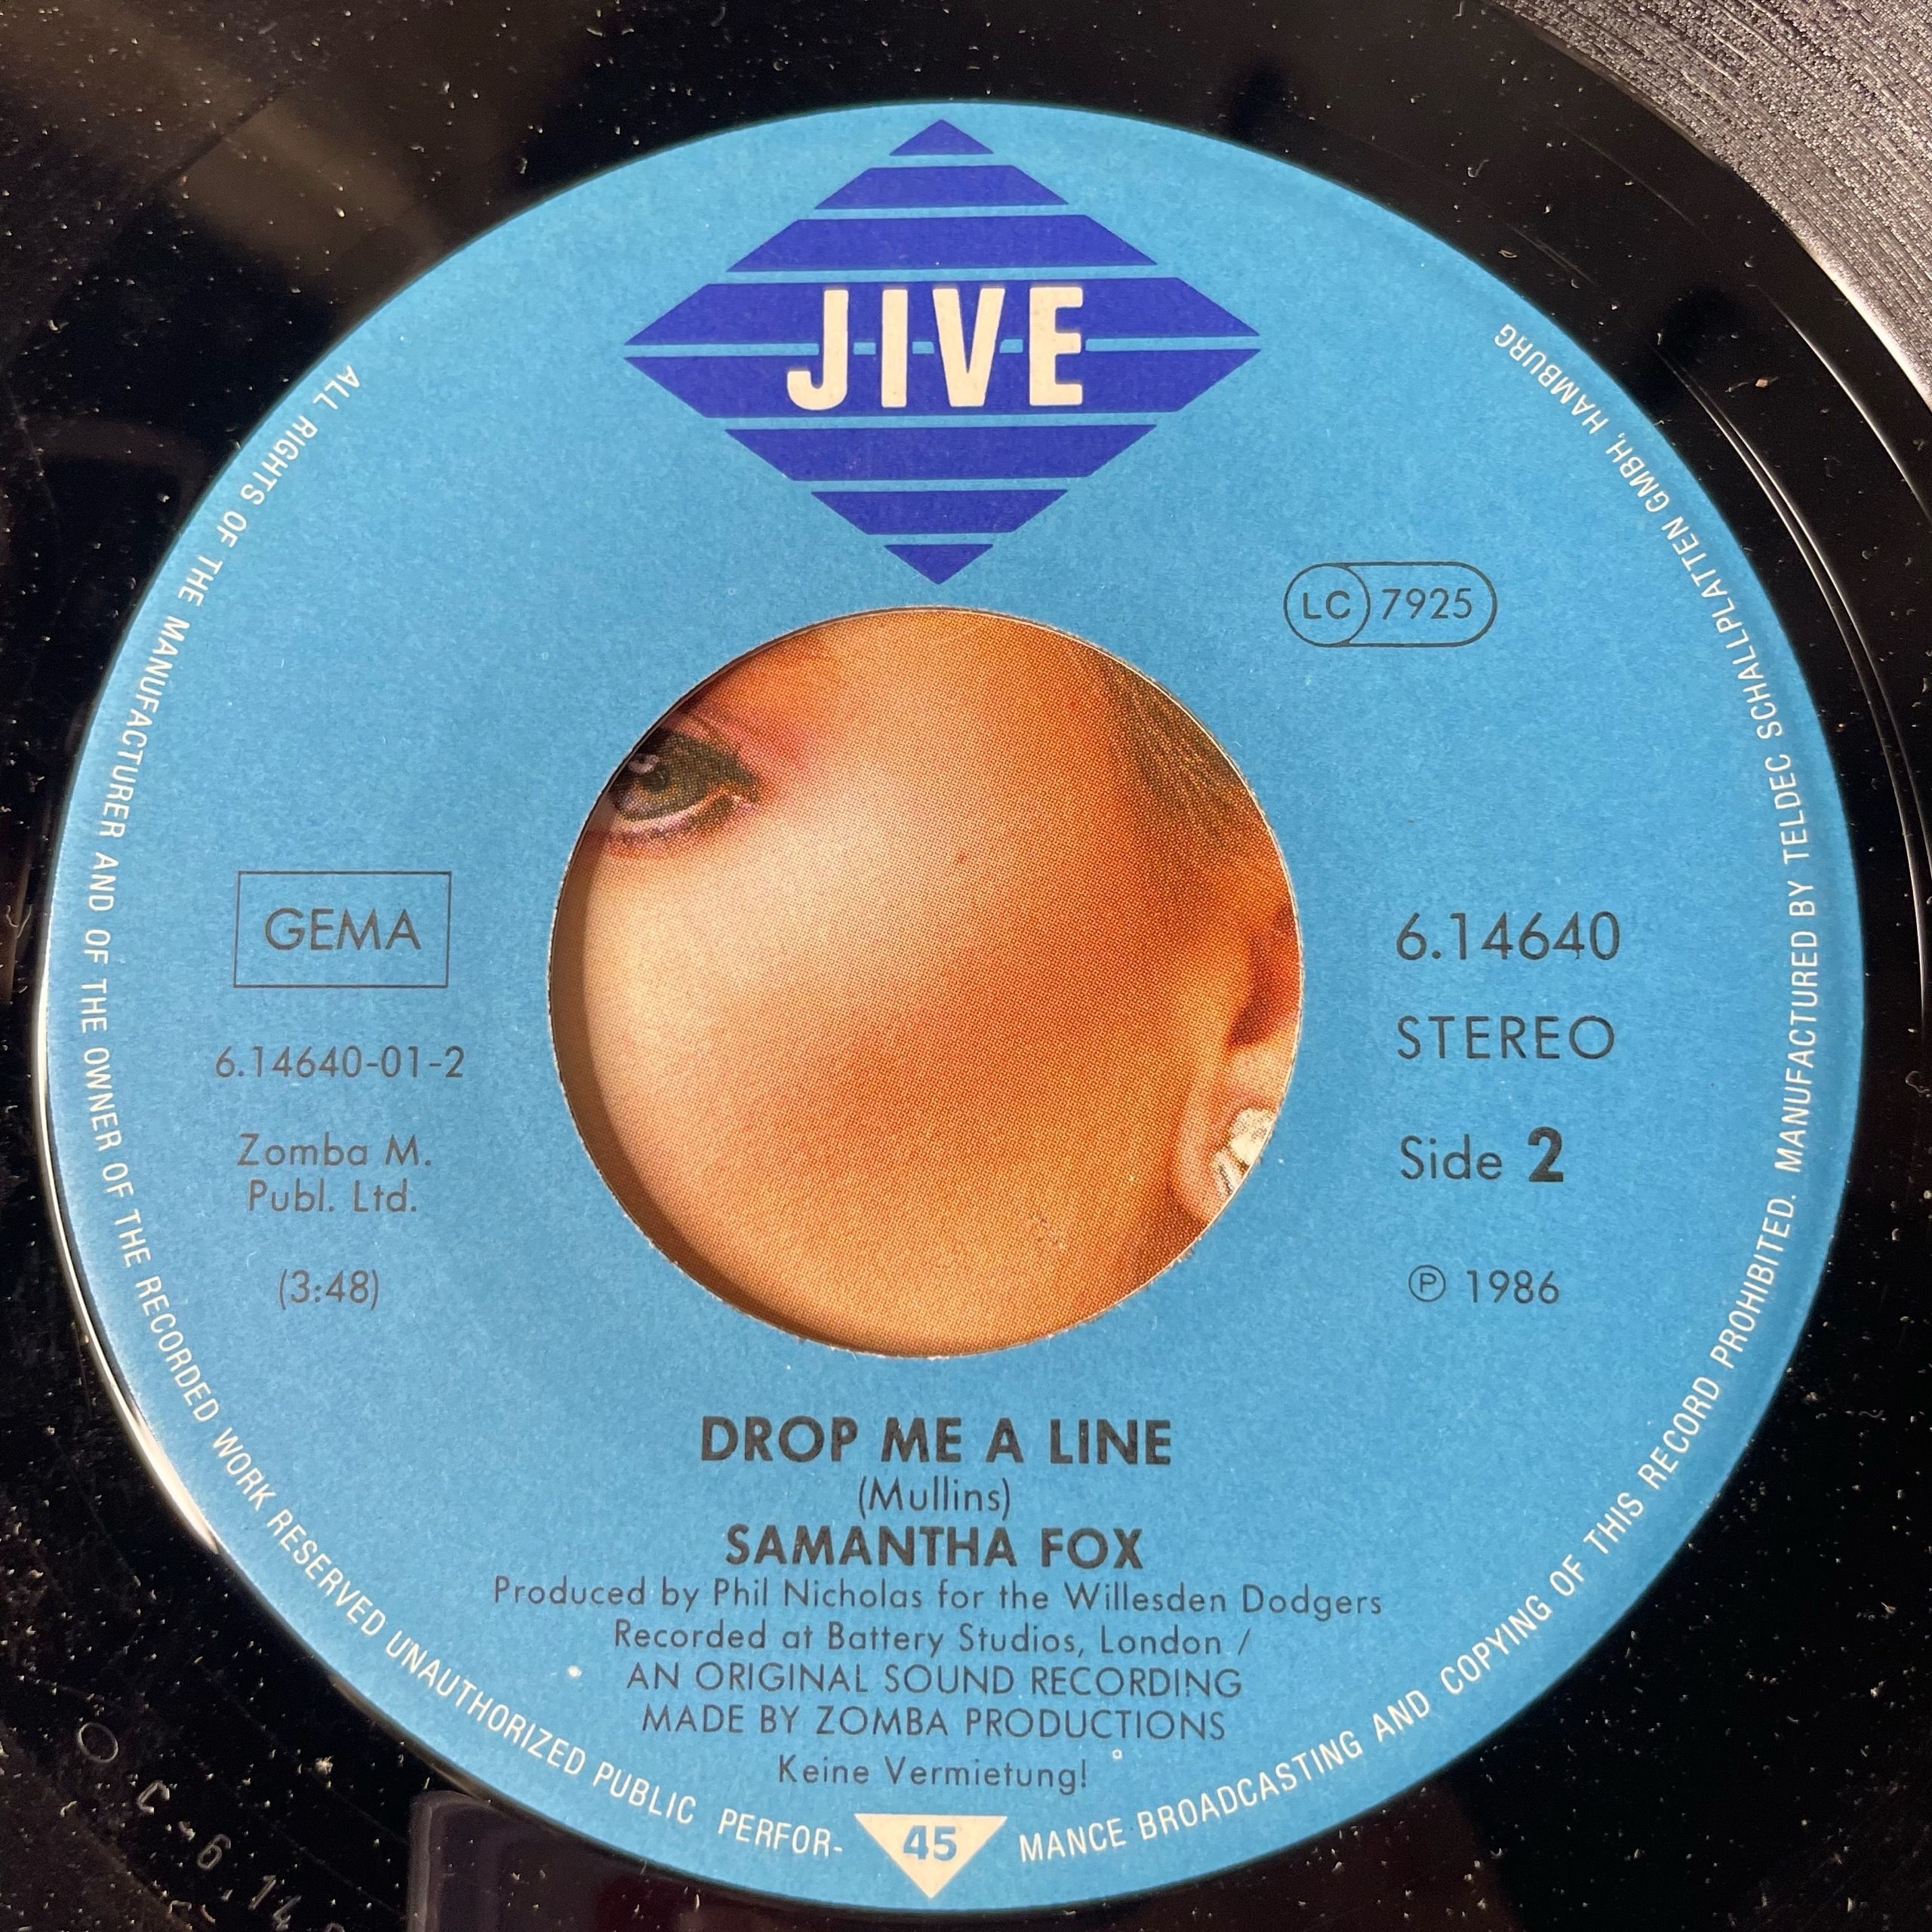 JIVE
LC 7925
GEMA
6.14640-01-2
Zomba M.
Publ. Ltd.
(3:48)
6.14640
STEREO
Side 2
℗ 1986
DROP ME A LINE
(Mullins)
SAMANTHA FOX
Produced by Phil Nicholas for the Willesden Dodgers
Recorded at Battery Studios, London /
AN ORIGINAL SOUND RECORDING
MADE BY ZOMBA PRODUCTIONS
Keine Vermietung!
45
ALL RIGHTS OF THE MANUFACTURER AND OF THE OWNER OF THE RECORDED WORK RESERVED UNAUTHORIZED PUBLIC PERFOR-MANCE BROADCASTING AND COPYING OF THIS RECORD PROHIBITED. MANUFACTURED BY TELDEC SCHALLPLATTEN GMBH, HAMBURG